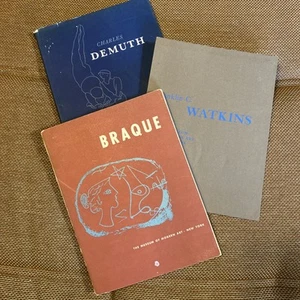 CHARLES
DEMUTH
WATKINS
BRAQUE
THE MUSEUM OF MODERN ART · NEW YORK